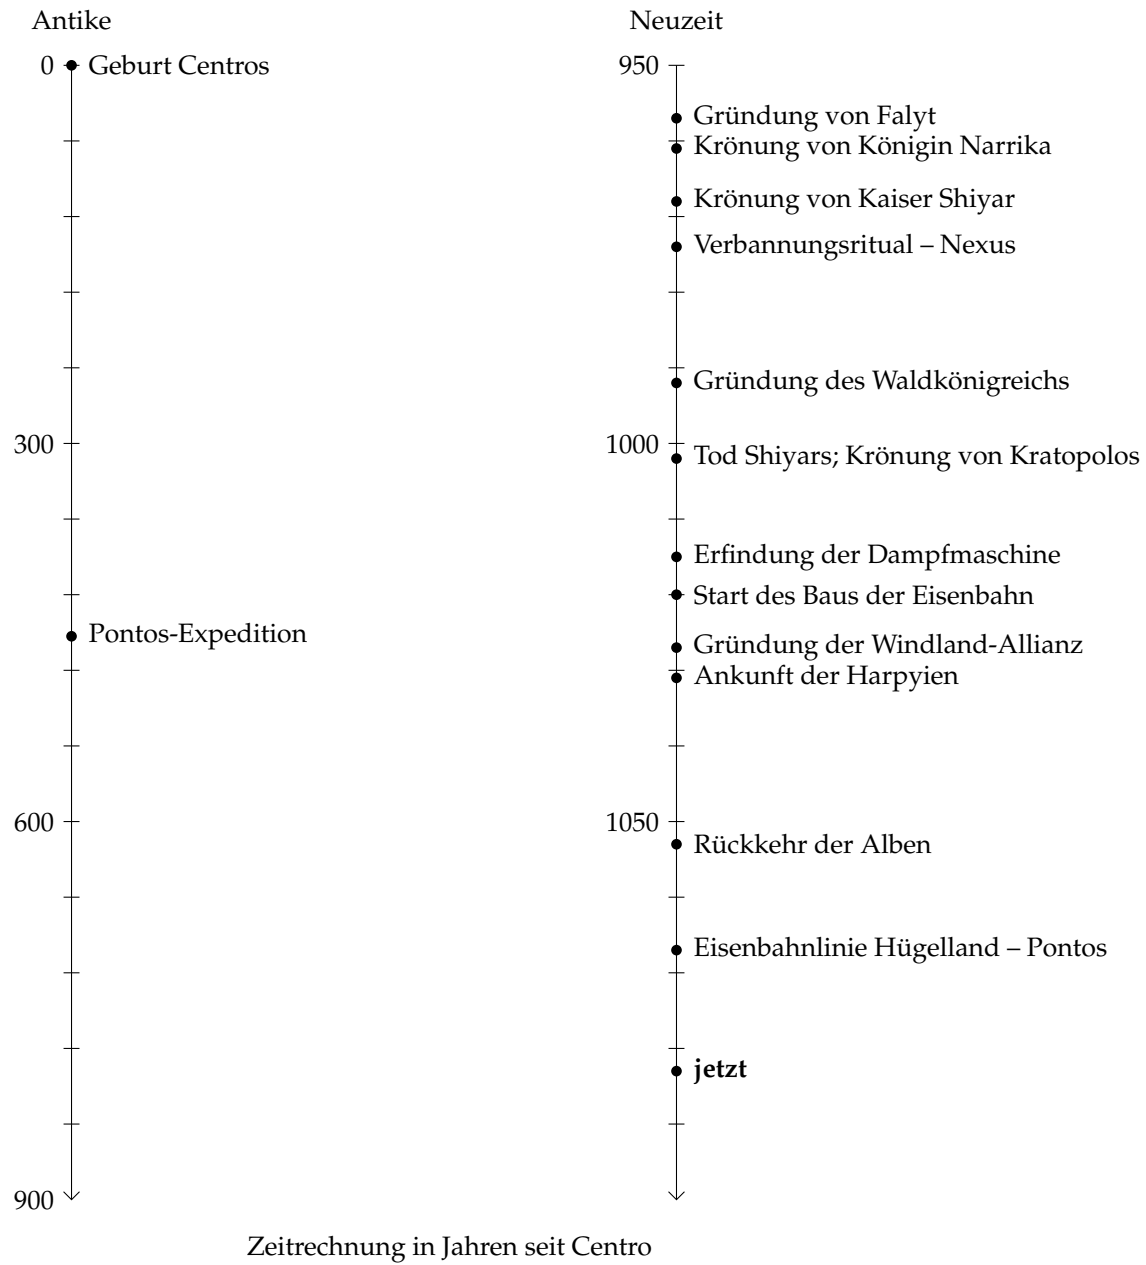 Antike
0
Geburt Centros
300
Pontos-Expedition
600
900
Neuzeit
950
Gründung von Falyt
Krönung von Königin Narrika
Krönung von Kaiser Shiyar
Verbannungsritual – Nexus
Gründung des Waldkönigreichs
1000
Tod Shiyars; Krönung von Kratopolos
Erfindung der Dampfmaschine
Start des Baus der Eisenbahn
Gründung der Windland-Allianz
Ankunft der Harpyien
1050
Rückkehr der Alben
Eisenbahnlinie Hügelland – Pontos
jetzt
Zeitrechnung in Jahren seit Centro